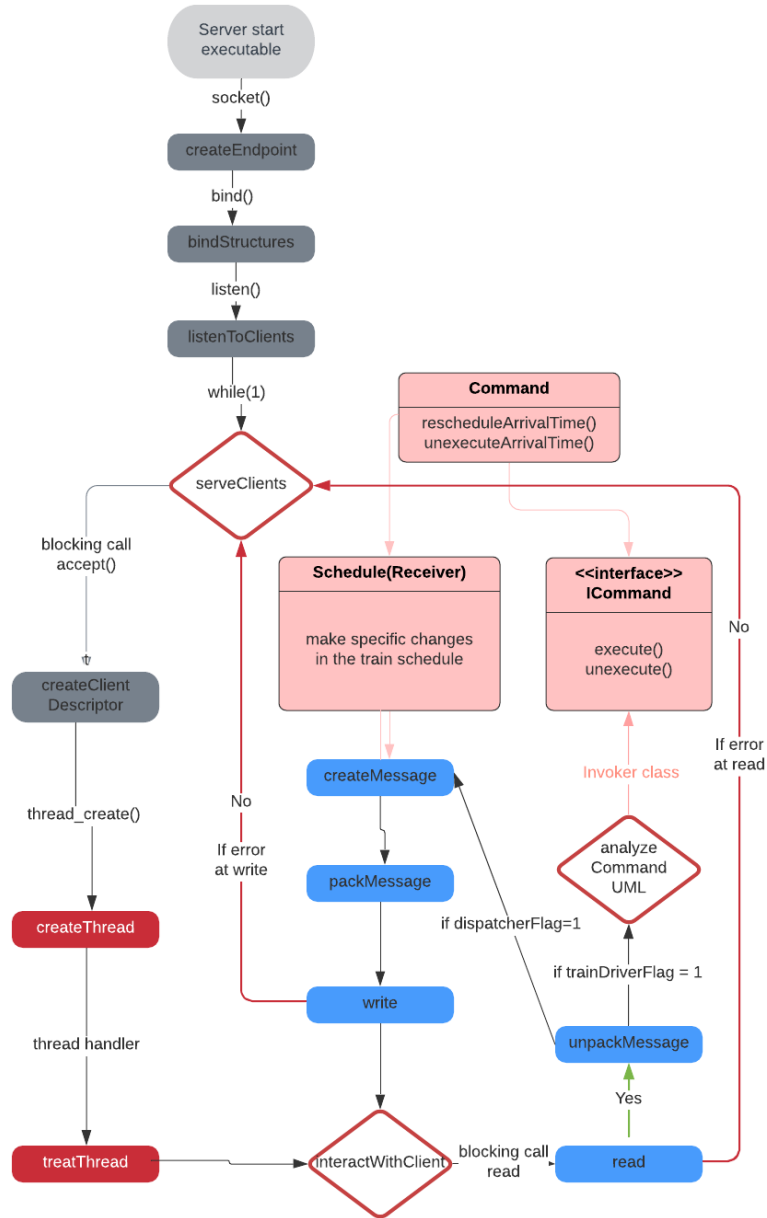 Server start
executable
socket()
createEndpoint
bind()
bindStructures
listen()
listenToClients
while(1)
Command
rescheduleArrivalTime()
unexecuteArrivalTime()
serveClients
blocking call
accept()
Schedule(Receiver)
make specific changes
in the train schedule
<<interface>>
ICommand
execute()
unexecute()
No
createClient
Descriptor
If error
at read
createMessage
Invoker class
No
thread_create()
If error
at write
analyze
Command
UML
packMessage
createThread
if dispatcherFlag=1
if trainDriverFlag = 1
write
thread handler
unpackMessage
Yes
treatThread
interactWithClient
blocking call
read
read